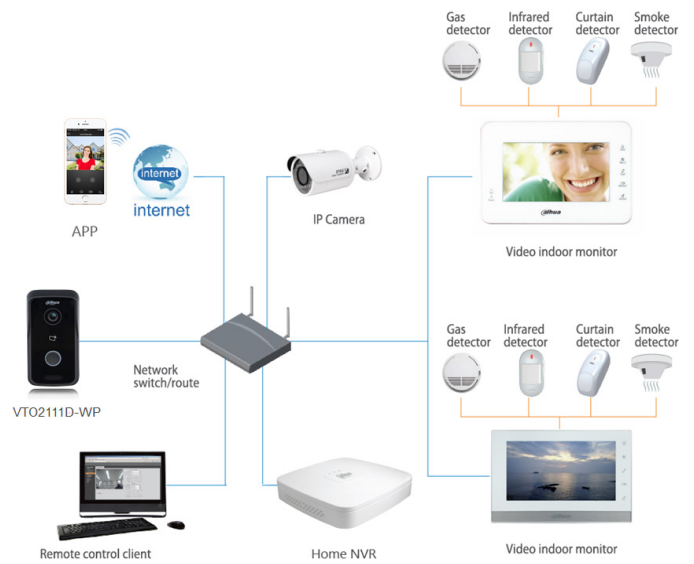 Gas
detector
Infrared
detector
Curtain
detector
Smoke
detector
APP
internet
internet
IP Camera
alhua
Video indoor monitor
alhua
VTO2111D-WP
Network
switch/route
Gas
detector
Infrared
detector
Curtain
detector
Smoke
detector
Remote control client
Home NVR
alhua
Video indoor monitor